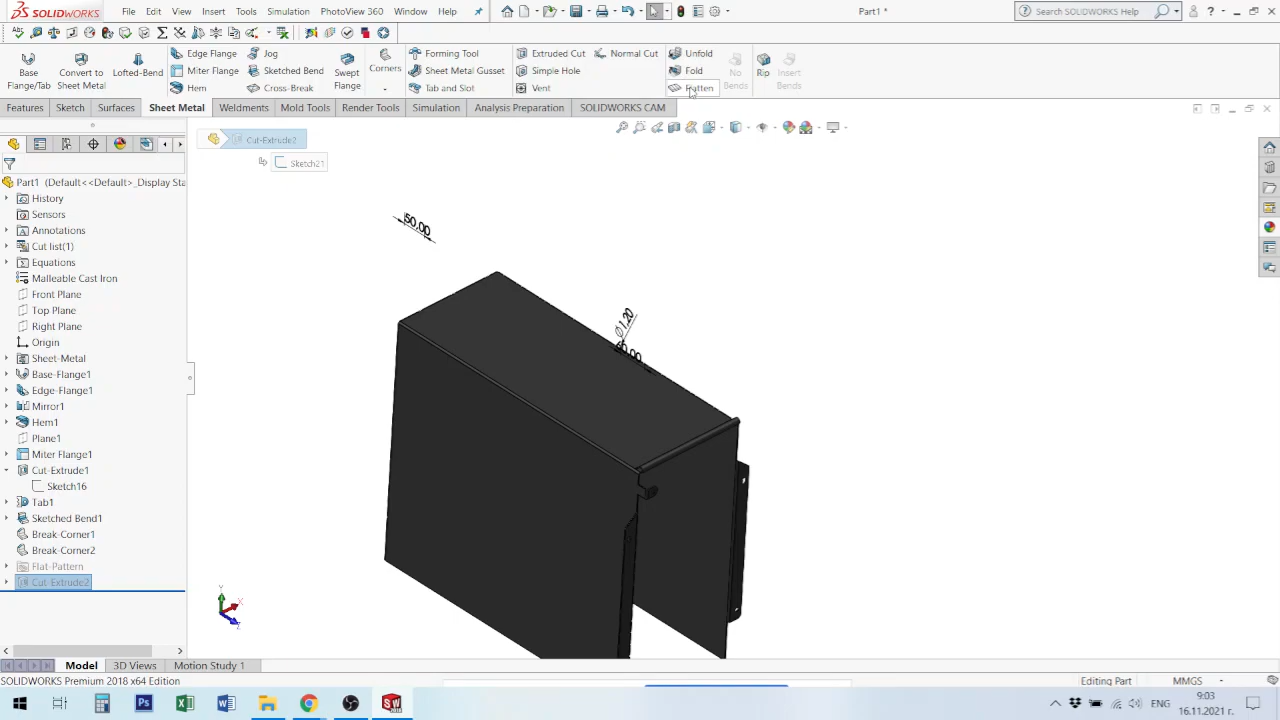 SOLIDWORKS File Edit View Insert Tools Simulation PhotoView 360 Window Help Part1 * Search SOLIDWORKS Help
Base Flange/Tab
Convert to Sheet Metal
Lofted-Bend
Edge Flange
Miter Flange
Hem
Jog
Sketched Bend
Cross-Break
Swept Flange
Corners
Forming Tool
Sheet Metal Gusset
Tab and Slot
Extruded Cut
Simple Hole
Vent
Normal Cut
Unfold
Fold
Flatten
No Bends
Rip
Insert Bends
Features Sketch Surfaces Sheet Metal Weldments Mold Tools Render Tools Simulation Analysis Preparation SOLIDWORKS CAM
Cut-Extrude2
Sketch21
Part1 (Default<<Default>_Display Sta
History
Sensors
Annotations
Cut list(1)
Equations
Malleable Cast Iron
Front Plane
Top Plane
Right Plane
Origin
Sheet-Metal
Base-Flange1
Edge-Flange1
Mirror1
Hem1
Plane1
Miter Flange1
Cut-Extrude1
Sketch16
Tab1
Sketched Bend1
Break-Corner1
Break-Corner2
Flat-Pattern
Cut-Extrude2
50,00
∅1,20
Y
X
Z
Model 3D Views Motion Study 1
SOLIDWORKS Premium 2018 x64 Edition Editing Part MMGS
ENG
9:03
16.11.2021 г.